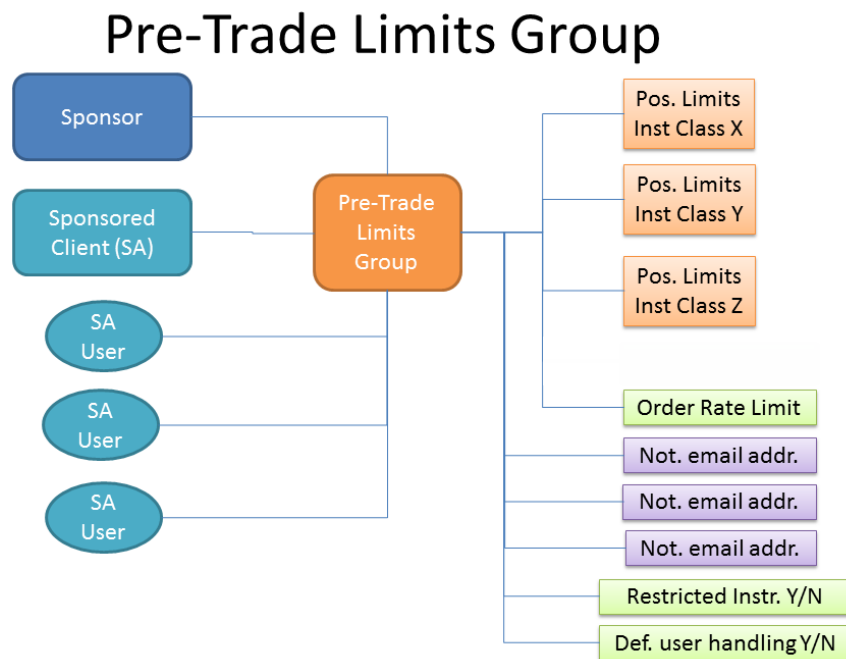 Pre-Trade Limits Group
Sponsor
Sponsored
Client (SA)
SA
User
SA
User
SA
User
Pre-Trade
Limits
Group
Pos. Limits
Inst Class X
Pos. Limits
Inst Class Y
Pos. Limits
Inst Class Z
Order Rate Limit
Not. email addr.
Not. email addr.
Not. email addr.
Restricted Instr. Y/N
Def. user handling Y/N